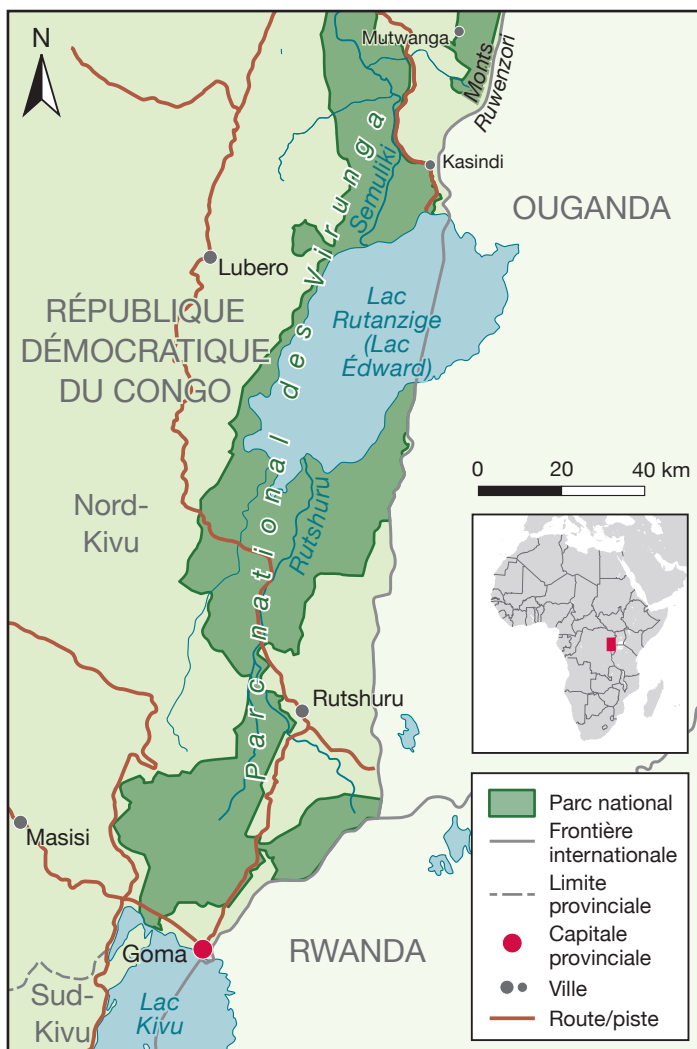 N
Mutwanga
Monts
Ruwenzori
Kasindi
Semuliki
OUGANDA
Lubero
Parc national des Virunga
Lac
Rutanzige
(Lac
Édward)
RÉPUBLIQUE
DÉMOCRATIQUE
DU CONGO
0 20 40 km
Nord-
Kivu
Rutshuru
Rutshuru
Masisi
Goma
RWANDA
Sud-
Kivu
Lac
Kivu
Parc national
Frontière
internationale
Limite
provinciale
Capitale
provinciale
Ville
Route/piste